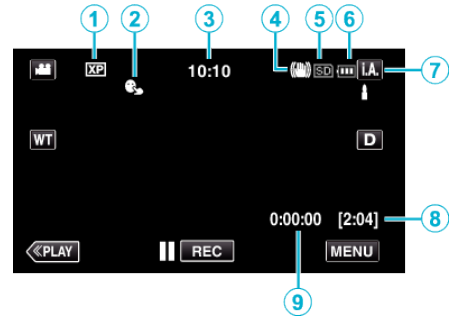 1 2 3 4 5 6
XP 10:10 SD I.A. 7
WT D
0:00:00 [2:04] 8
≪PLAY REC MENU
9